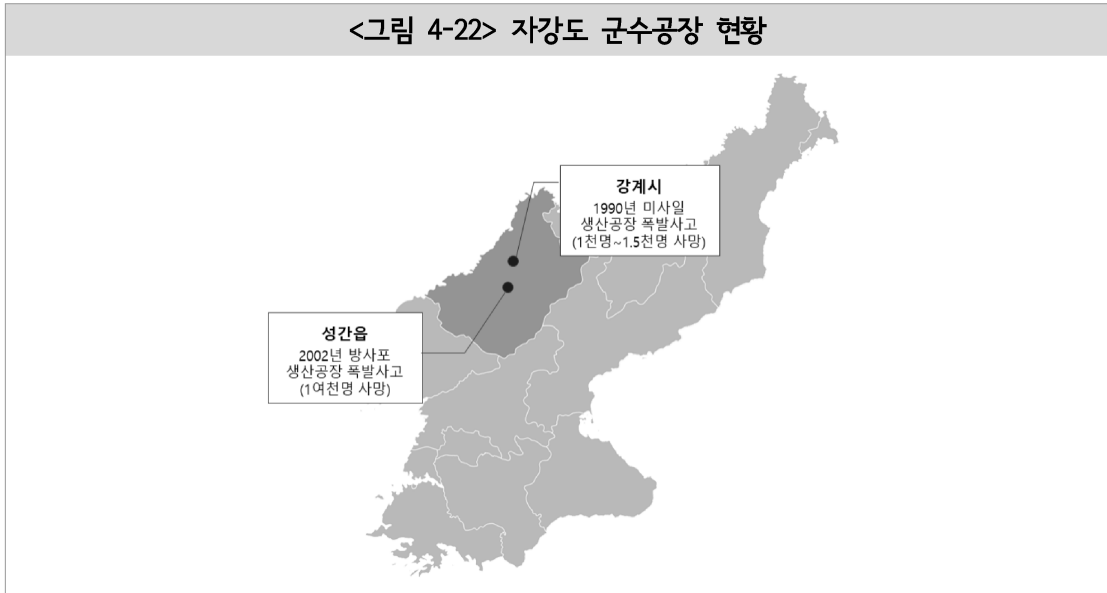 <그림 4-22> 자강도 군수공장 현황
강계시
1990년 미사일
생산공장 폭발사고
(1천명~1.5천명 사망)
성간읍
2002년 방사포
생산공장 폭발사고
(1여천명 사망)